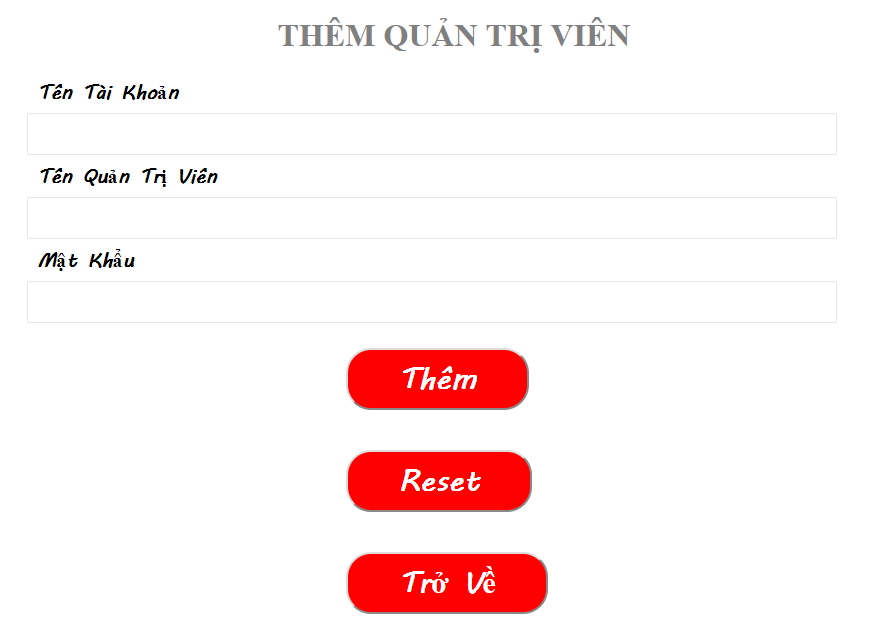 THÊM QUẢN TRỊ VIÊN
Tên Tài Khoản
Tên Quản Trị Viên
Mật Khẩu
Thêm
Reset
Trở Về